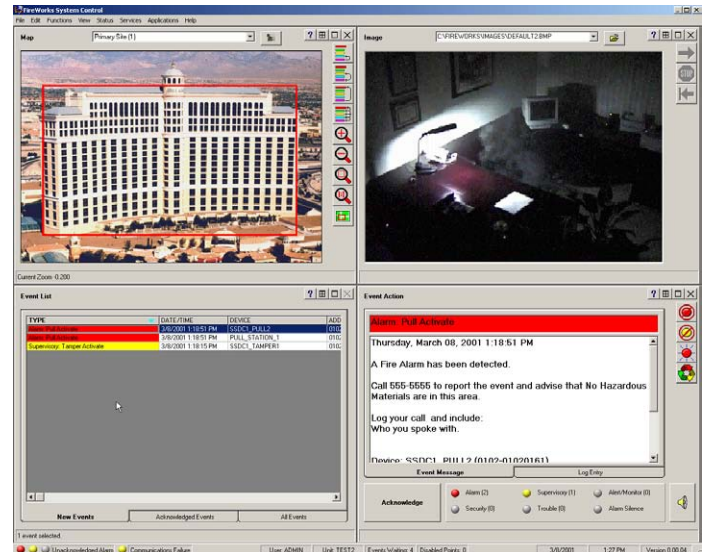 FireWorks System Control
File Edit Functions View Status Services Applications Help
Map
Primary Site (1)
Current Zoom: 0.200
Image
C:\FIREWORKS\IMAGES\DEFAULT2.BMP
STOP
Event List
TYPE DATE/TIME DEVICE ADD
Alarm: Pull Activate 3/8/2001 1:18:51 PM SSDC1_PULL2 0102
Alarm: Pull Activate 3/8/2001 1:18:51 PM PULL_STATION_1 0102
Supervisory: Tamper Activate 3/8/2001 1:18:15 PM SSDC1_TAMPER1 0102
New Events Acknowledged Events All Events
1 event selected.
Event Action
Alarm: Pull Activate
Thursday, March 08, 2001 1:18:51 PM
A Fire Alarm has been detected.
Call 555-5555 to report the event and advise that No Hazardous
Materials are in this area.
Log your call and include:
Who you spoke with.
Device: SSDC1_PULL2 (0102-01020161)
Event Message Log Entry
Acknowledge
Alarm (2) Supervisory (1) Alert/Monitor (0)
Security (0) Trouble (0) Alarm Silence
Unacknowledged Alarm Communications Failure User: ADMIN Unit: TEST2 Events Waiting: 4 Disabled Points: 0 3/8/2001 1:27 PM Version 0.00.04